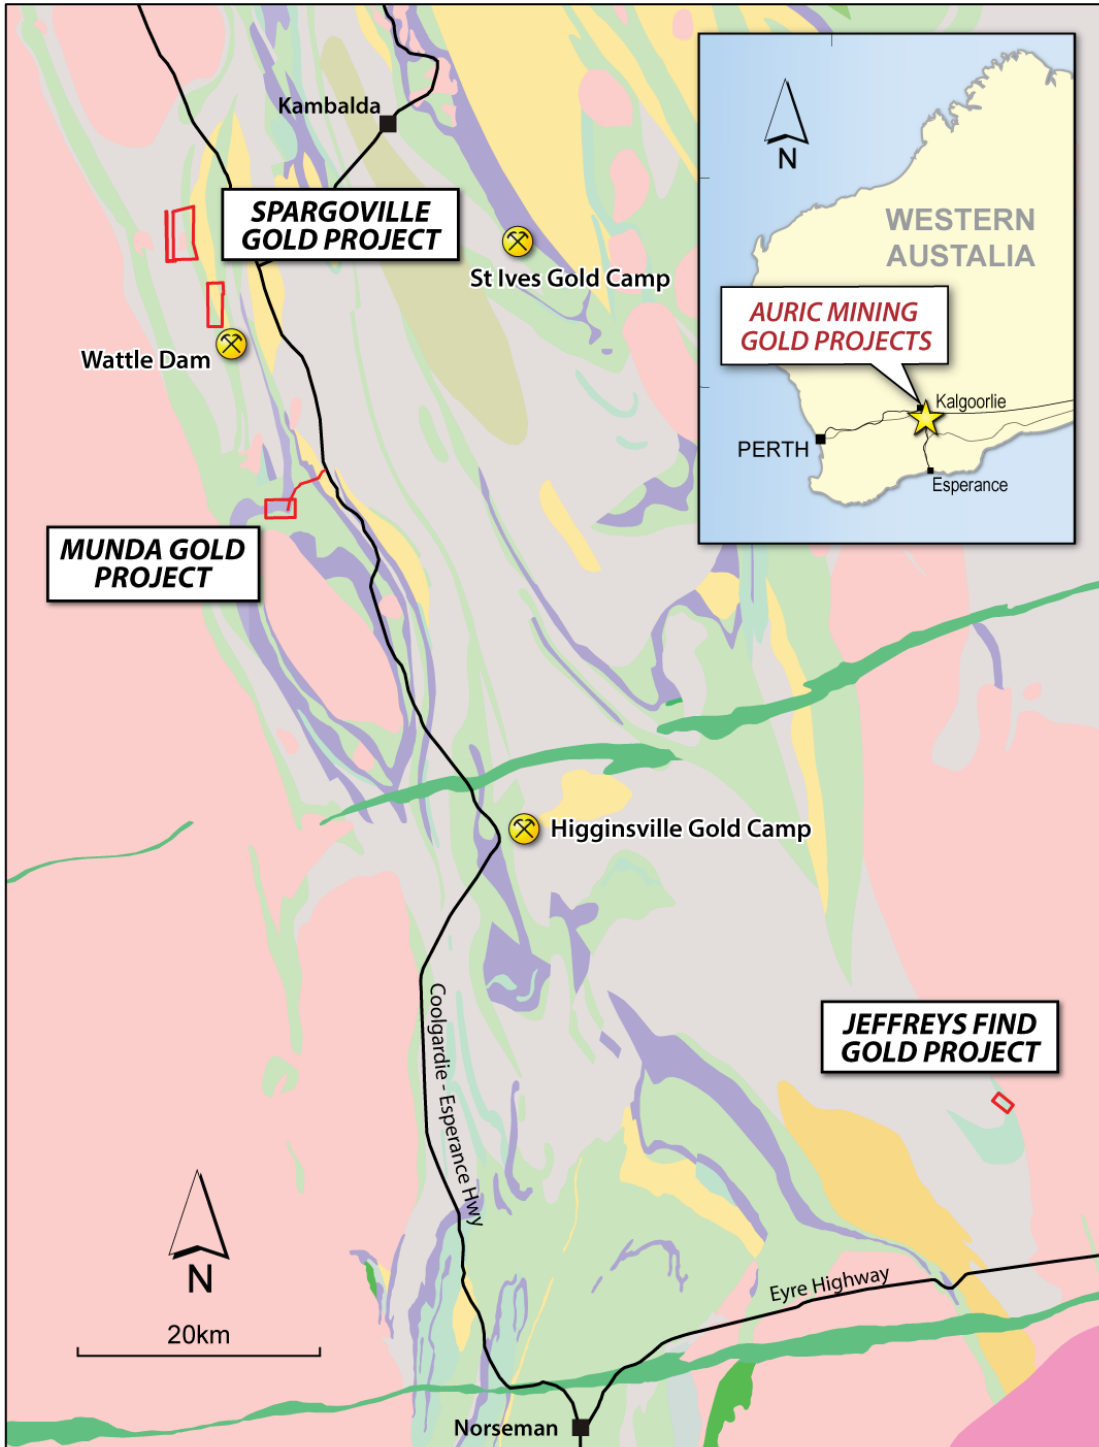 Kambalda
SPARGOVILLE
GOLD PROJECT
St Ives Gold Camp
Wattle Dam
MUNDA GOLD
PROJECT
Higginsville Gold Camp
Coolgardie - Esperance Hwy
JEFFREYS FIND
GOLD PROJECT
N
20km
Eyre Highway
Norseman
N
WESTERN
AUSTALIA
AURIC MINING
GOLD PROJECTS
Kalgoorlie
PERTH
Esperance